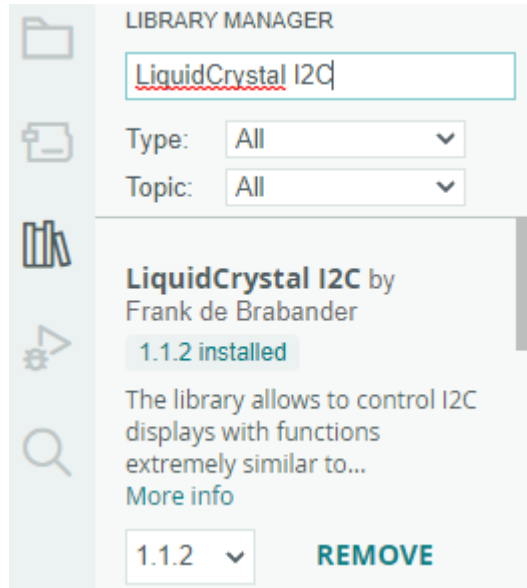 LIBRARY MANAGER
LiquidCrystal I2C
Type: All
Topic: All
LiquidCrystal I2C by
Frank de Brabander
1.1.2 installed
The library allows to control I2C
displays with functions
extremely similar to...
More info
1.1.2 REMOVE